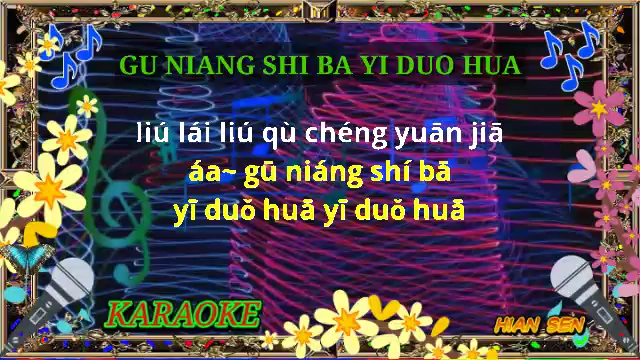 GU NIANG SHI BA YI DUO HUA
liú lái liú qù chéng yuān jiā
áa~ gū niáng shí bā
yī duǒ huā yī duǒ huā
KARAOKE
HIAN SEN